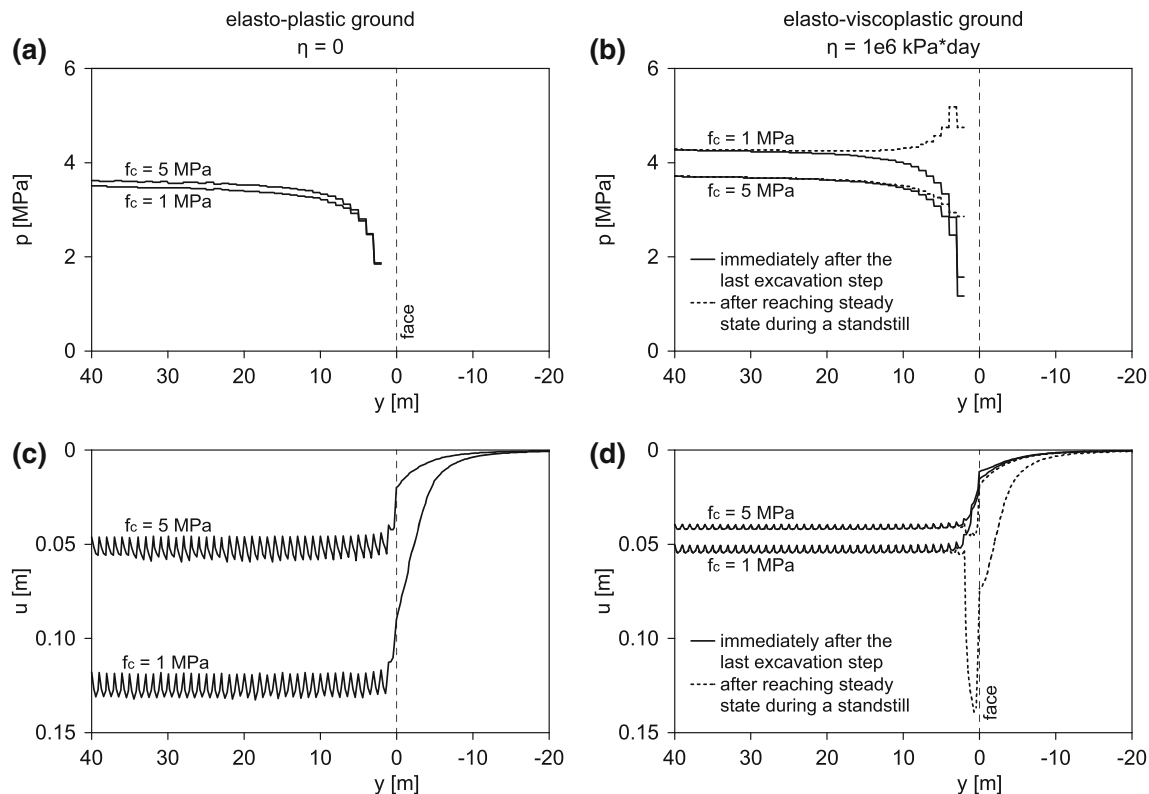 elasto-plastic ground
η = 0
elasto-viscoplastic ground
η = 1e6 kPa*day
(a)
6
4
2
0
p [MPa]
fc = 5 MPa
fc = 1 MPa
face
40
30
20
10
0
-10
-20
y [m]
(b)
6
4
2
0
p [MPa]
fc = 1 MPa
fc = 5 MPa
immediately after the
last excavation step
after reaching steady
state during a standstill
40
30
20
10
0
-10
-20
y [m]
(c)
0
0.05
0.10
0.15
u [m]
fc = 5 MPa
fc = 1 MPa
40
30
20
10
0
-10
-20
y [m]
(d)
0
0.05
0.10
0.15
u [m]
fc = 5 MPa
fc = 1 MPa
immediately after the
last excavation step
after reaching steady
state during a standstill
face
40
30
20
10
0
-10
-20
y [m]